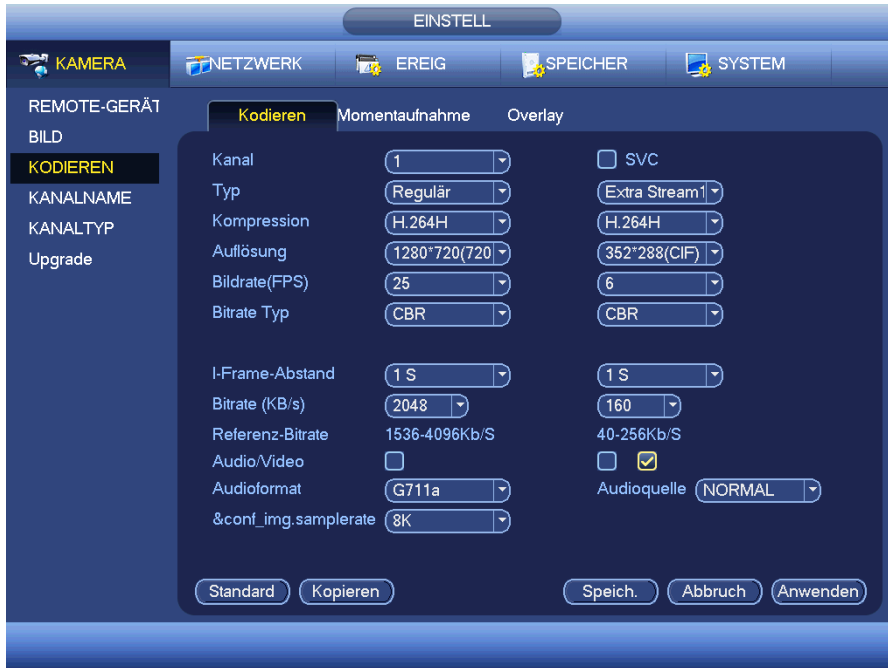 EINSTELL
KAMERA NETZWERK EREIG SPEICHER SYSTEM
REMOTE-GERÄT
BILD
KODIEREN
KANALNAME
KANALTYP
Upgrade
Kodieren Momentaufnahme Overlay
Kanal 1 SVC
Typ Regulär Extra Stream1
Kompression H.264H H.264H
Auflösung 1280*720(720 352*288(CIF)
Bildrate(FPS) 25 6
Bitrate Typ CBR CBR
I-Frame-Abstand 1 S 1 S
Bitrate (KB/s) 2048 160
Referenz-Bitrate 1536-4096Kb/S 40-256Kb/S
Audio/Video
Audioformat G711a Audioquelle NORMAL
&conf_img.samplerate 8K
Standard Kopieren Speich. Abbruch Anwenden